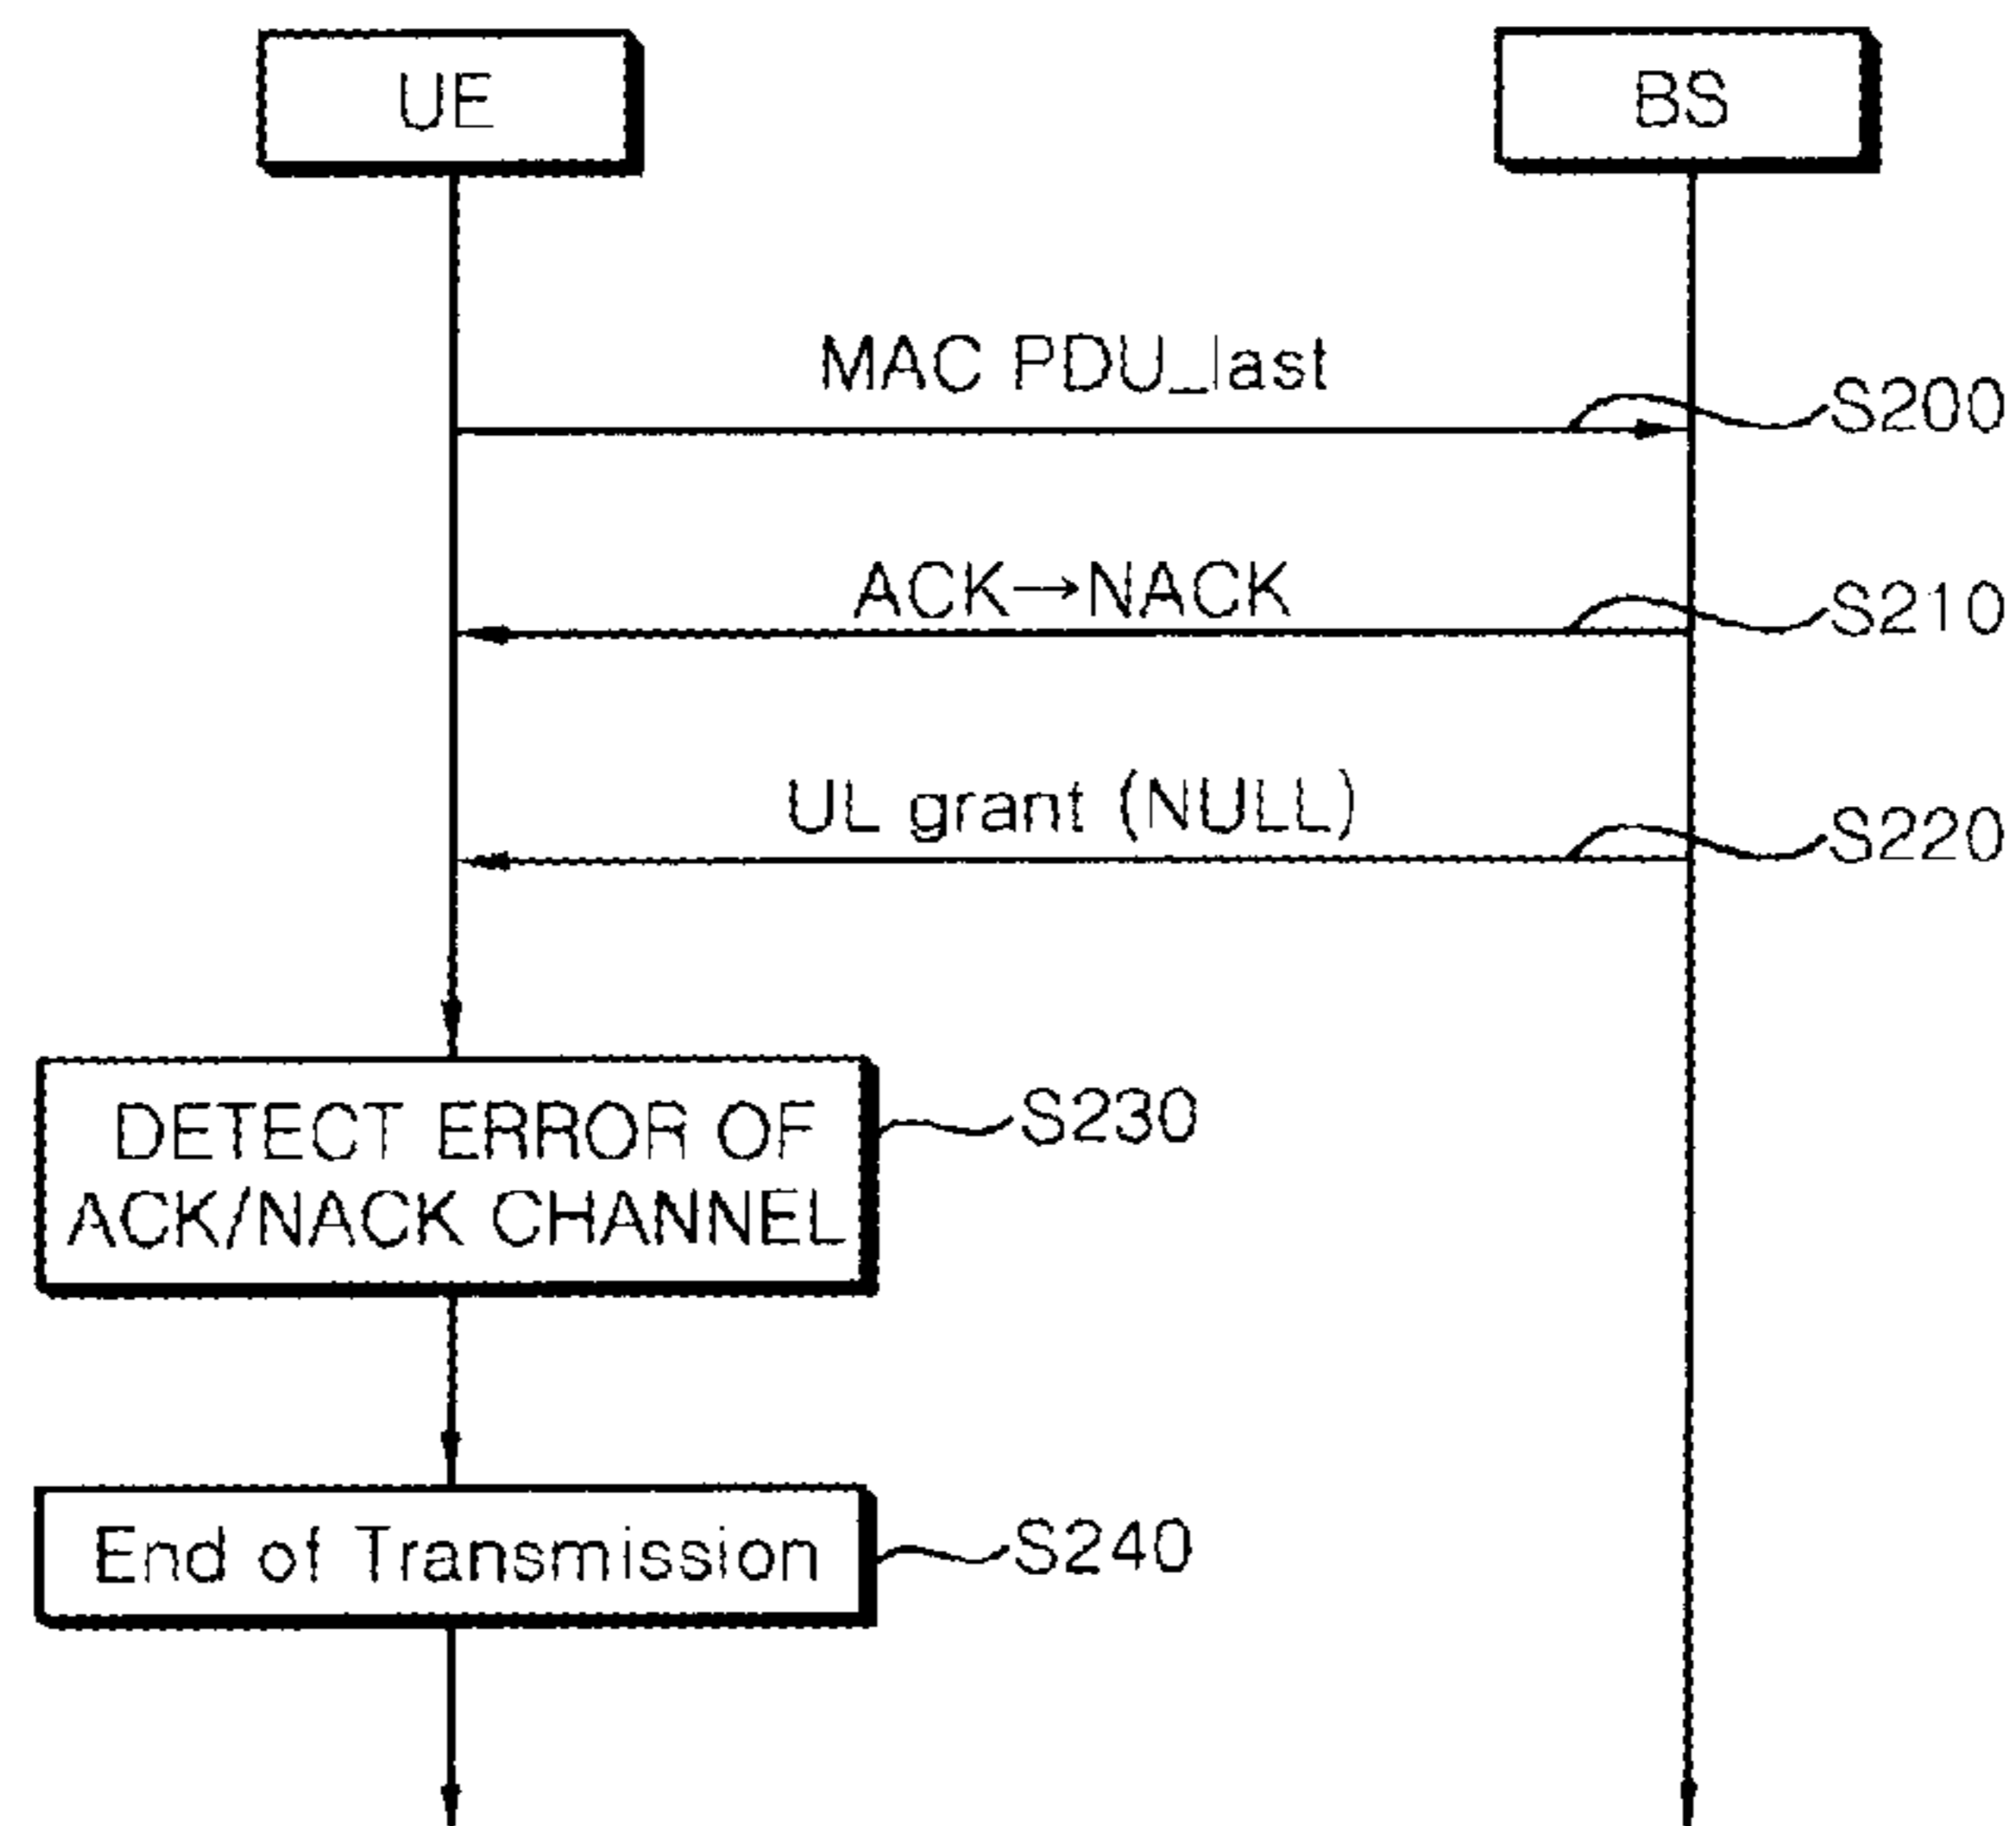 UE
BS
MAC PDU_last
S200
ACK→NACK
S210
UL grant (NULL)
S220
DETECT ERROR OF
ACK/NACK CHANNEL
S230
End of Transmission
S240